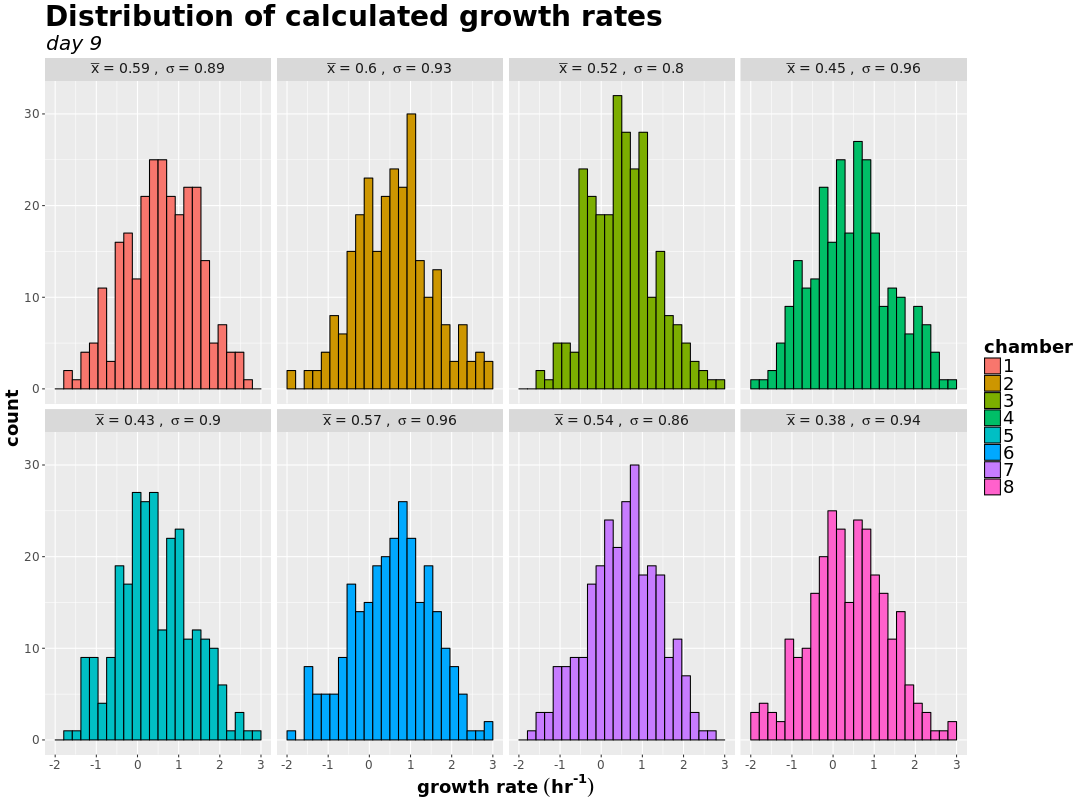 Distribution of calculated growth rates
day 9
x̅ = 0.59 , σ = 0.89
x̅ = 0.6 , σ = 0.93
x̅ = 0.52 , σ = 0.8
x̅ = 0.45 , σ = 0.96
30
20
10
0
x̅ = 0.43 , σ = 0.9
x̅ = 0.57 , σ = 0.96
x̅ = 0.54 , σ = 0.86
x̅ = 0.38 , σ = 0.94
30
20
10
0
-2 -1 0 1 2 3
-2 -1 0 1 2 3
-2 -1 0 1 2 3
-2 -1 0 1 2 3
count
growth rate (hr⁻¹)
chamber
1
2
3
4
5
6
7
8